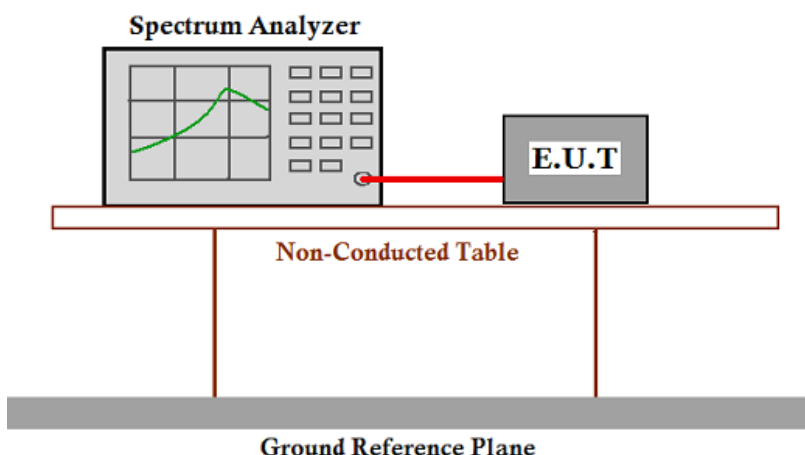 Spectrum Analyzer
E.U.T
Non-Conducted Table
Ground Reference Plane